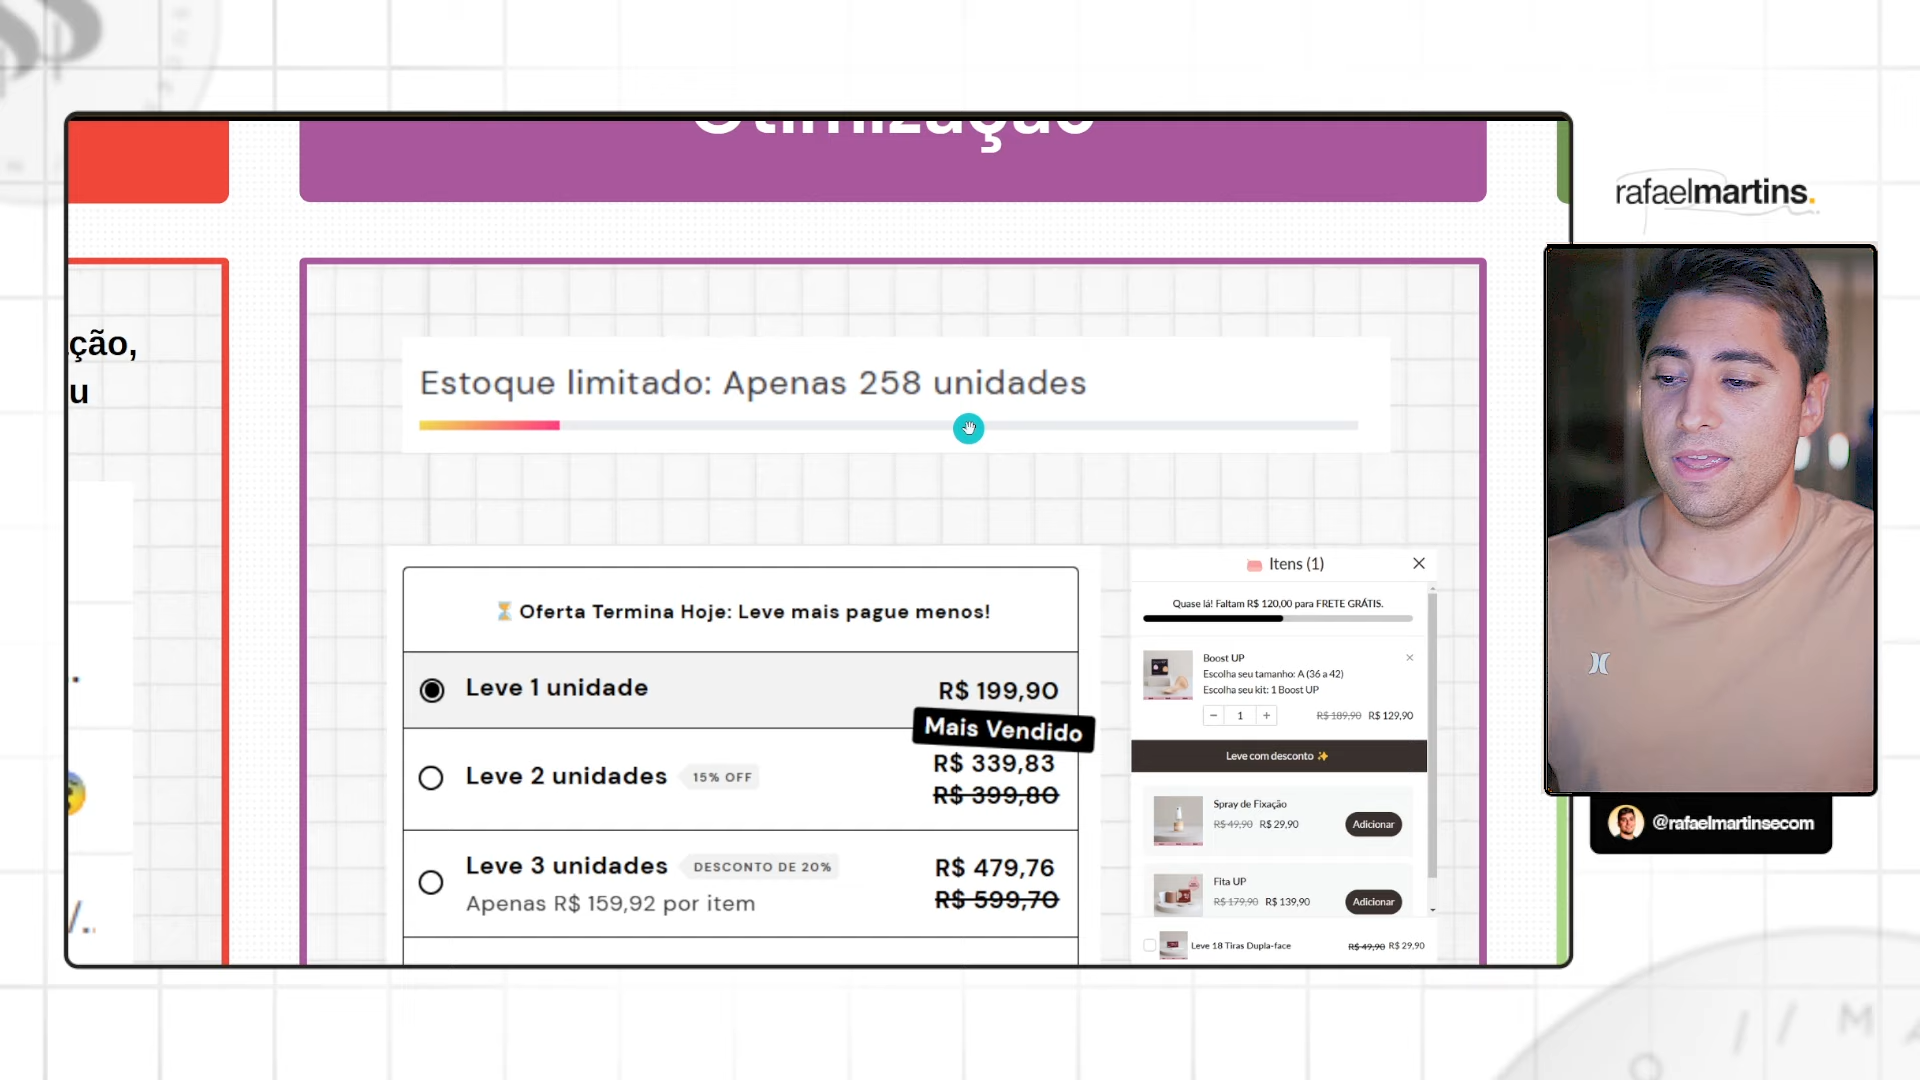 Otimização
rafaelmartins.
ção,
u
Estoque limitado: Apenas 258 unidades
⏳ Oferta Termina Hoje: Leve mais pague menos!
Leve 1 unidade
R$ 199,90
Mais Vendido
Leve 2 unidades
15% OFF
R$ 339,83
R$ 399,80
Leve 3 unidades
DESCONTO DE 20%
R$ 479,76
Apenas R$ 159,92 por item
R$ 599,70
Itens (1)
Quase lá! Faltam R$ 120,00 para FRETE GRÁTIS.
Boost UP
Escolha seu tamanho: A (36 a 42)
Escolha seu kit: 1 Boost UP
1
R$ 189,90 R$ 129,90
Leve com desconto ✨
Spray de Fixação
R$ 49,90 R$ 29,90
Adicionar
Fita UP
R$ 179,90 R$ 139,90
Adicionar
Leve 18 Tiras Dupla-face
R$ 49,90 R$ 29,90
@rafaelmartinsecom